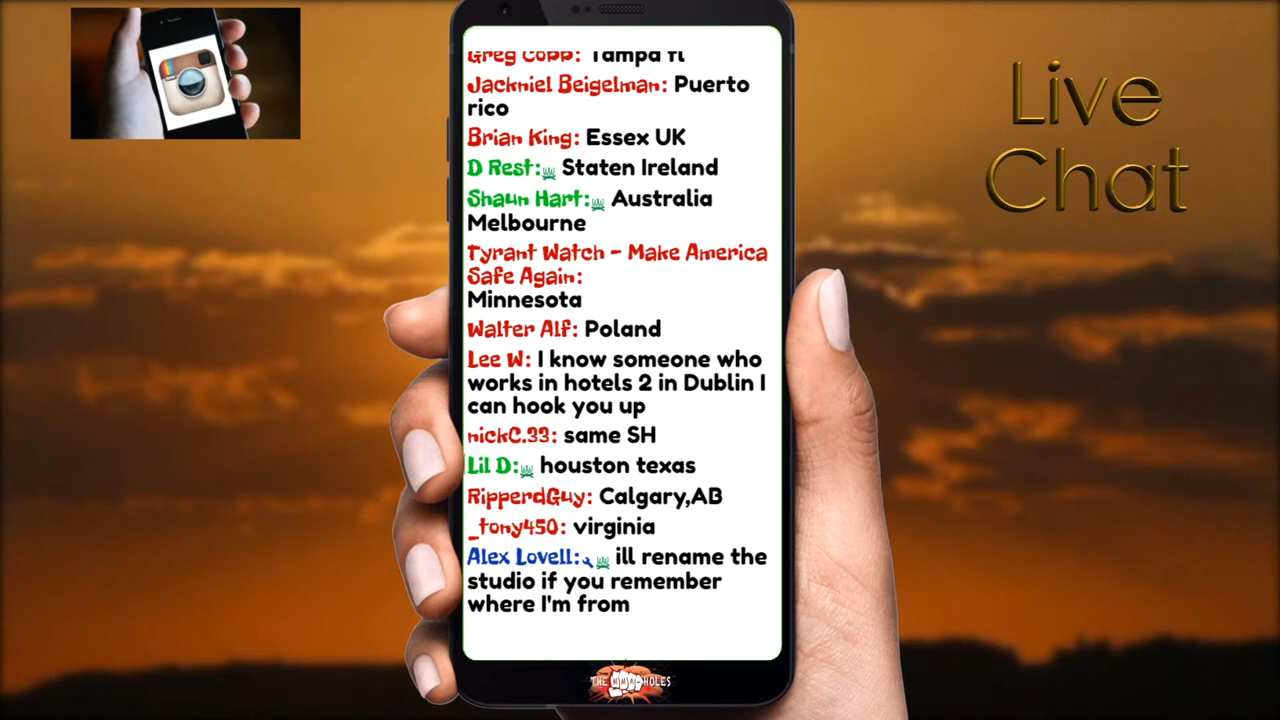 Greg Cobb: Tampa fl
Jackniel Beigelman: Puerto
rico
Brian King: Essex UK
D Rest: Staten Ireland
Shaun Hart: Australia
Melbourne
Tyrant Watch - Make America
Safe Again:
Minnesota
Walter Alf: Poland
Lee W: I know someone who
works in hotels 2 in Dublin I
can hook you up
nickC.33: same SH
Lil D: houston texas
RipperdGuy: Calgary,AB
_tony450: virginia
Alex Lovell: ill rename the
studio if you remember
where I'm from
THE MMA-HOLES
Live
Chat